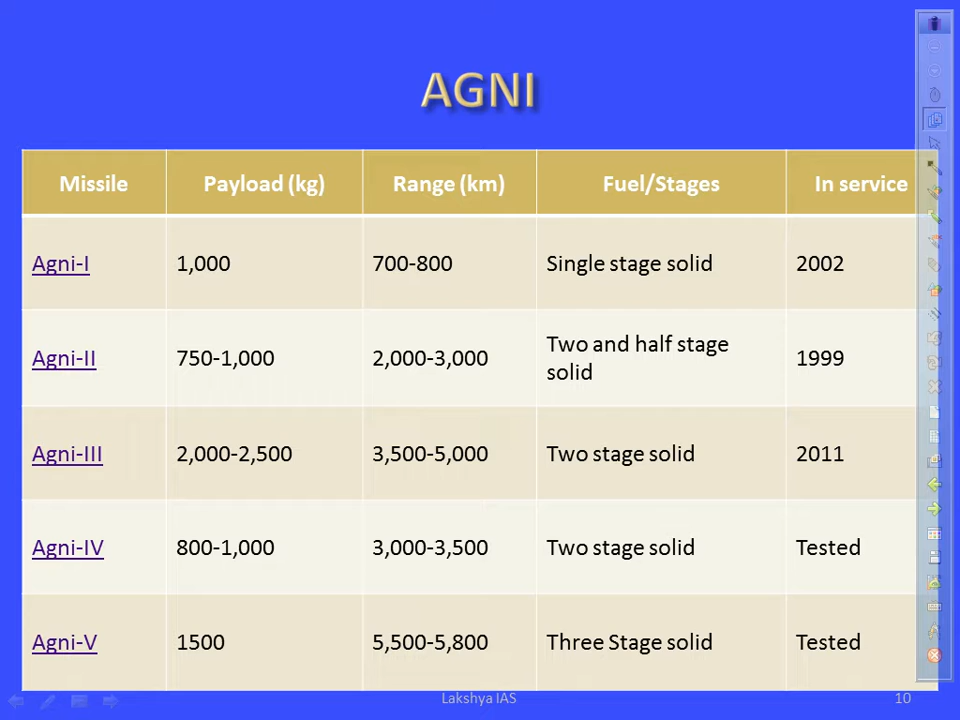 AGNI
Missile Payload (kg) Range (km) Fuel/Stages In service
Agni-I 1,000 700-800 Single stage solid 2002
Agni-II 750-1,000 2,000-3,000 Two and half stage solid 1999
Agni-III 2,000-2,500 3,500-5,000 Two stage solid 2011
Agni-IV 800-1,000 3,000-3,500 Two stage solid Tested
Agni-V 1500 5,500-5,800 Three Stage solid Tested
Lakshya IAS 10